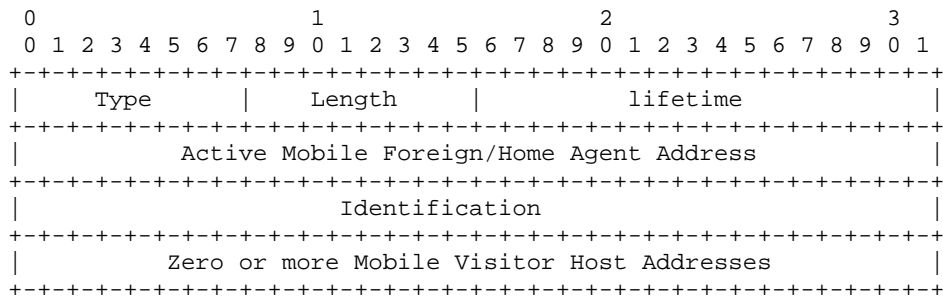 0                   1                   2                   3
 0 1 2 3 4 5 6 7 8 9 0 1 2 3 4 5 6 7 8 9 0 1 2 3 4 5 6 7 8 9 0 1
+-+-+-+-+-+-+-+-+-+-+-+-+-+-+-+-+-+-+-+-+-+-+-+-+-+-+-+-+-+-+-+-+
|     Type      |    Length     |          lifetime             |
+-+-+-+-+-+-+-+-+-+-+-+-+-+-+-+-+-+-+-+-+-+-+-+-+-+-+-+-+-+-+-+-+
|           Active Mobile Foreign/Home Agent Address            |
+-+-+-+-+-+-+-+-+-+-+-+-+-+-+-+-+-+-+-+-+-+-+-+-+-+-+-+-+-+-+-+-+
|                      Identification                           |
+-+-+-+-+-+-+-+-+-+-+-+-+-+-+-+-+-+-+-+-+-+-+-+-+-+-+-+-+-+-+-+-+
|          Zero or more Mobile Visitor Host Addresses           |
+-+-+-+-+-+-+-+-+-+-+-+-+-+-+-+-+-+-+-+-+-+-+-+-+-+-+-+-+-+-+-+-+